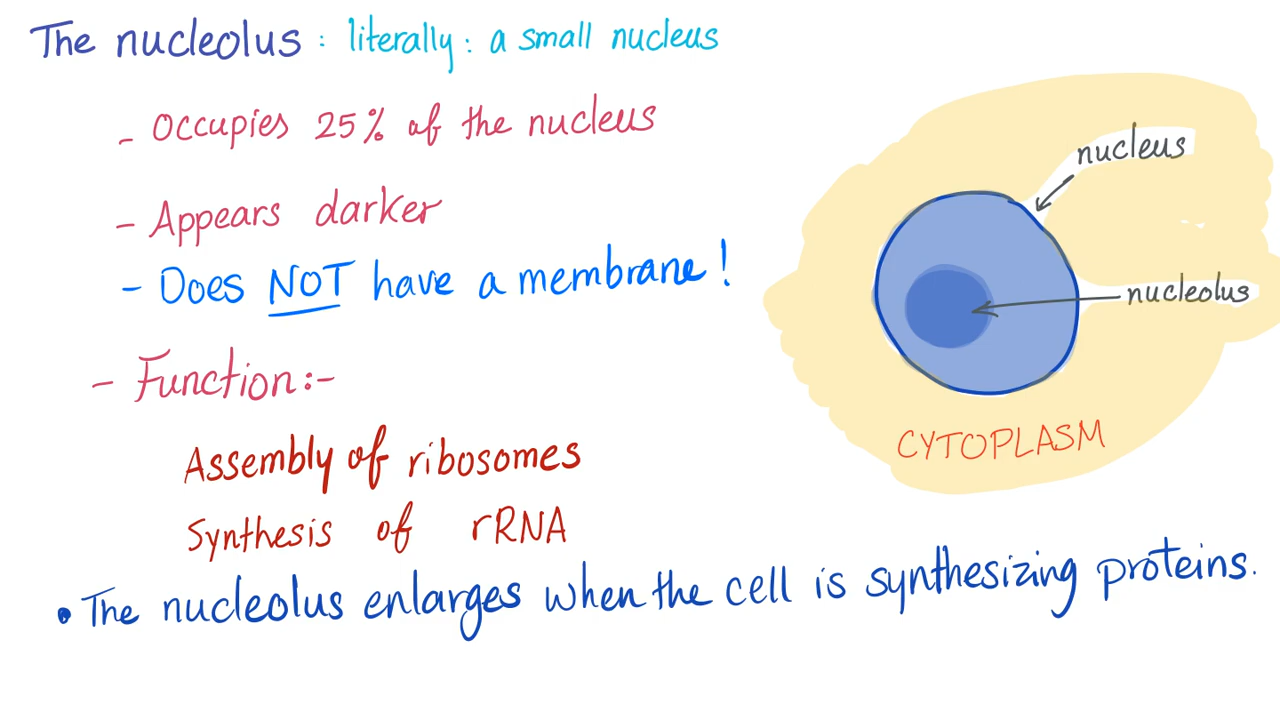 The nucleolus : literally : a small nucleus
- Occupies 25% of the nucleus
- Appears darker
- Does NOT have a membrane!
- Function:-
Assembly of ribosomes
Synthesis of rRNA
• The nucleolus enlarges when the cell is synthesizing proteins.
nucleus
nucleolus
CYTOPLASM